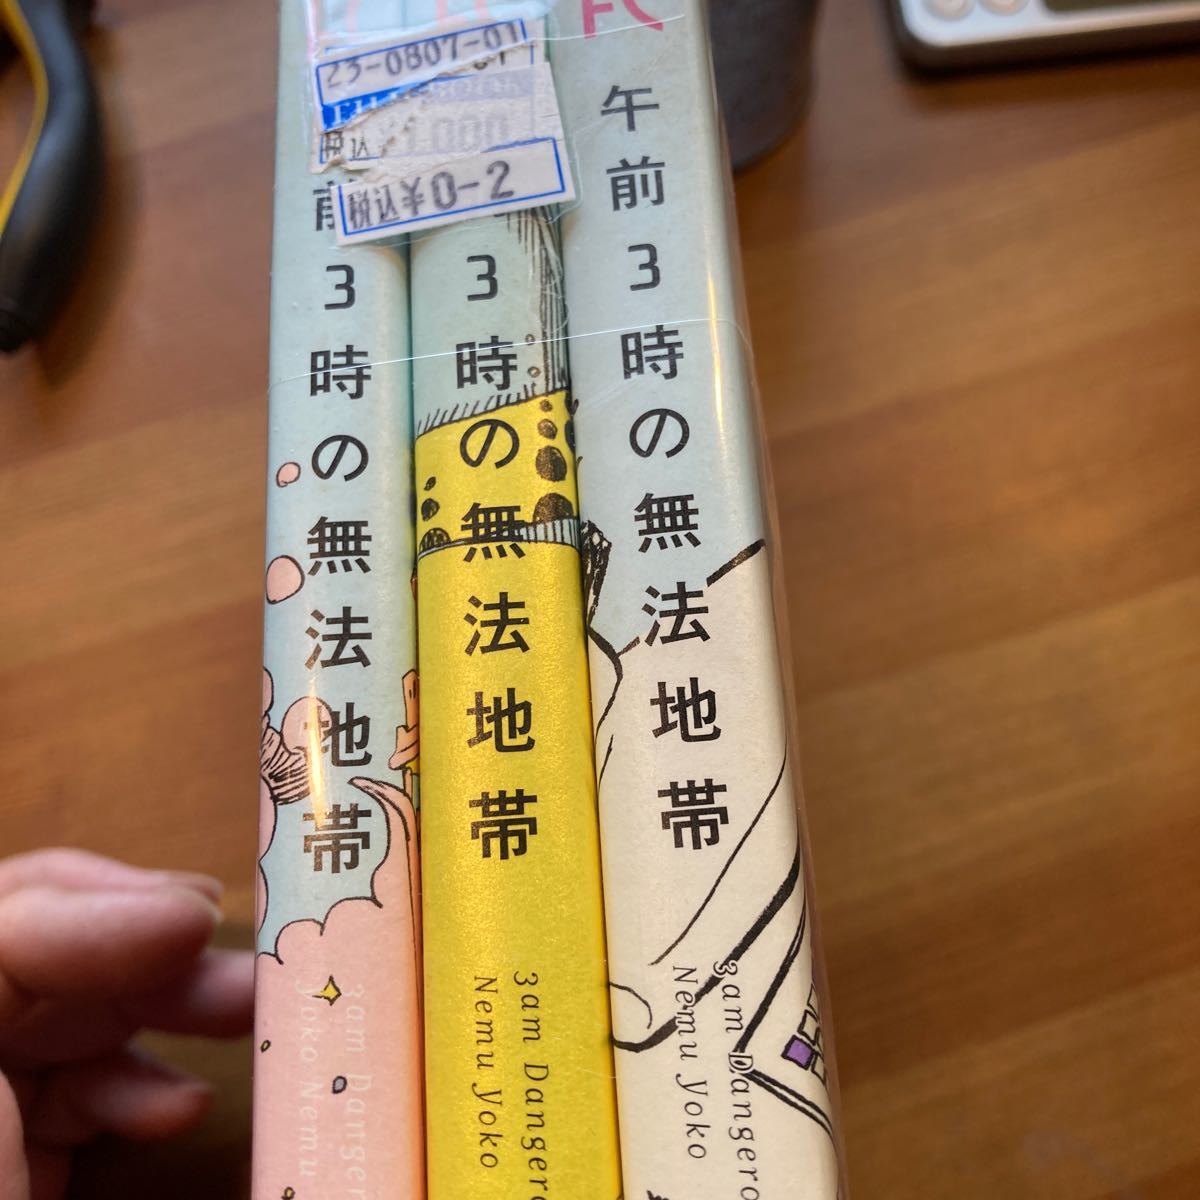 23-0807-01
税込
1,000
税込¥0-2
FC
前3時の無法地帯
3am Danger
Yoko Nemu
3時の無法地帯
3am Dangero
Nemu Yoko
午前3時の無法地帯
3am Dangero
Nemu Yoko